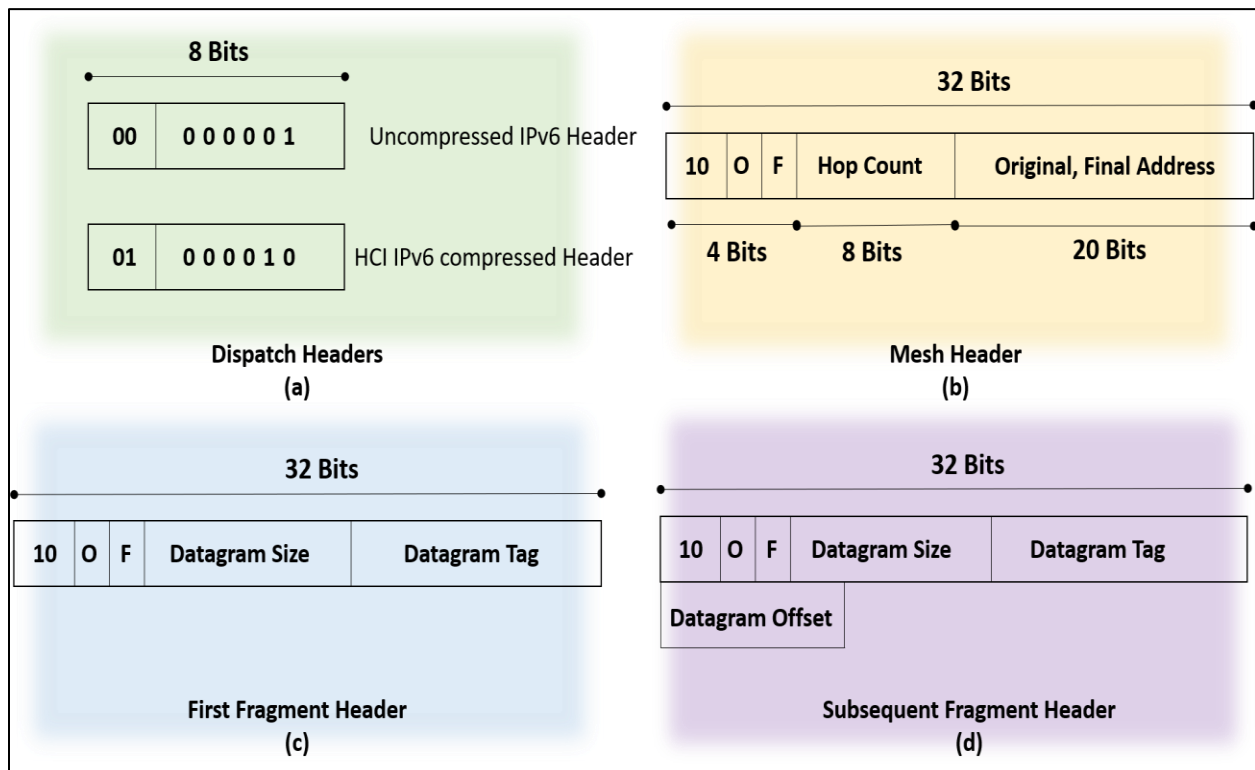 8 Bits
00 0 0 0 0 0 1 Uncompressed IPv6 Header
01 0 0 0 0 1 0 HCI IPv6 compressed Header
Dispatch Headers
(a)
32 Bits
10 O F Hop Count Original, Final Address
4 Bits 8 Bits 20 Bits
Mesh Header
(b)
32 Bits
10 O F Datagram Size Datagram Tag
First Fragment Header
(c)
32 Bits
10 O F Datagram Size Datagram Tag
Datagram Offset
Subsequent Fragment Header
(d)